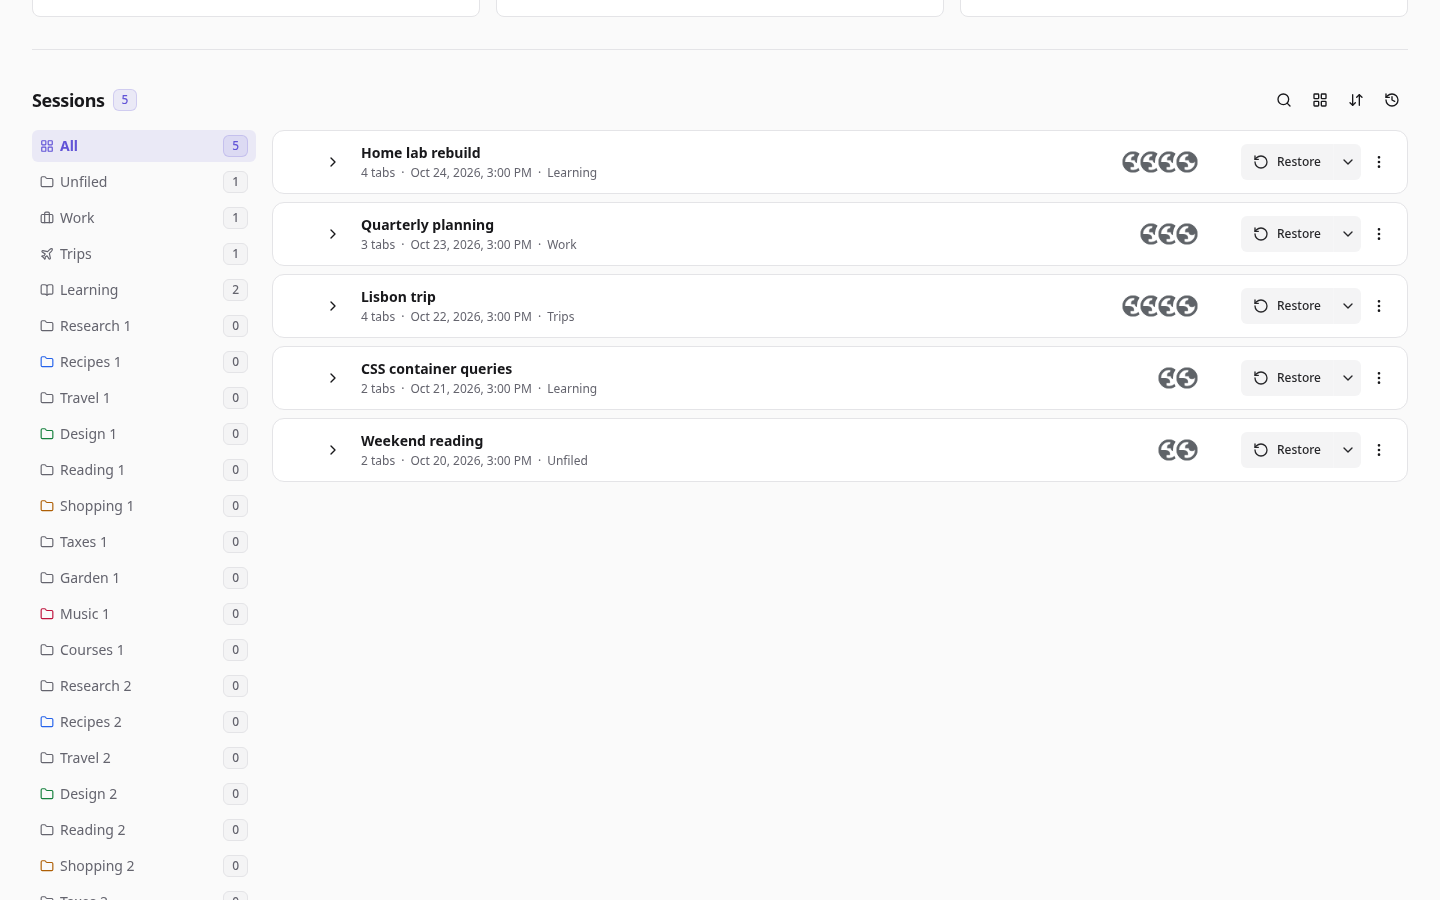 Sessions 5
All 5
Unfiled 1
Work 1
Trips 1
Learning 2
Research 1 0
Recipes 1 0
Travel 1 0
Design 1 0
Reading 1 0
Shopping 1 0
Taxes 1 0
Garden 1 0
Music 1 0
Courses 1 0
Research 2 0
Recipes 2 0
Travel 2 0
Design 2 0
Reading 2 0
Shopping 2 0
Home lab rebuild
4 tabs · Oct 24, 2026, 3:00 PM · Learning
Restore
Quarterly planning
3 tabs · Oct 23, 2026, 3:00 PM · Work
Restore
Lisbon trip
4 tabs · Oct 22, 2026, 3:00 PM · Trips
Restore
CSS container queries
2 tabs · Oct 21, 2026, 3:00 PM · Learning
Restore
Weekend reading
2 tabs · Oct 20, 2026, 3:00 PM · Unfiled
Restore